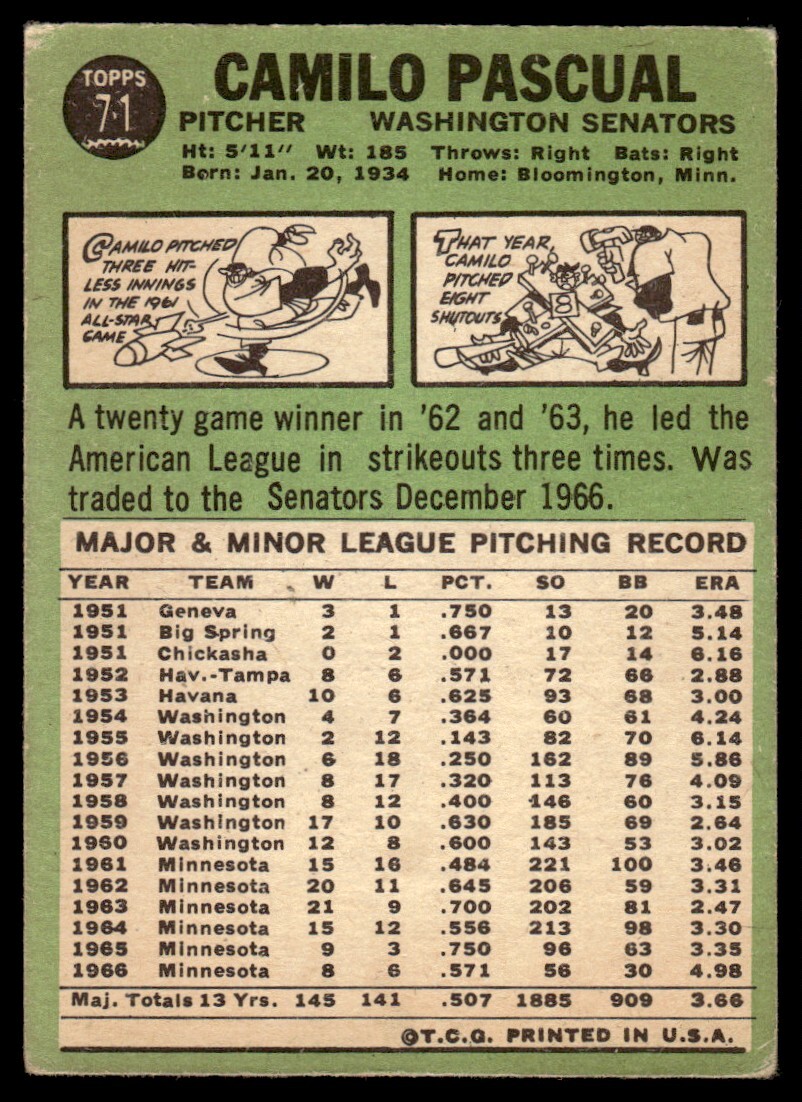 TOPPS
71
CAMILO PASCUAL
PITCHER WASHINGTON SENATORS
Ht: 5'11" Wt: 185 Throws: Right Bats: Right
Born: Jan. 20, 1934 Home: Bloomington, Minn.
CAMILO PITCHED
THREE HIT-
LESS INNINGS
IN THE 1961
ALL-STAR
GAME
THAT YEAR,
CAMILO
PITCHED
EIGHT
SHUTOUTS
8
A twenty game winner in '62 and '63, he led the
American League in strikeouts three times. Was
traded to the Senators December 1966.
MAJOR & MINOR LEAGUE PITCHING RECORD
YEAR TEAM W L PCT. SO BB ERA
1951 Geneva 3 1 .750 13 20 3.48
1951 Big Spring 2 1 .667 10 12 5.14
1951 Chickasha 0 2 .000 17 14 6.16
1952 Hav.-Tampa 8 6 .571 72 66 2.88
1953 Havana 10 6 .625 93 68 3.00
1954 Washington 4 7 .364 60 61 4.24
1955 Washington 2 12 .143 82 70 6.14
1956 Washington 6 18 .250 162 89 5.86
1957 Washington 8 17 .320 113 76 4.09
1958 Washington 8 12 .400 146 60 3.15
1959 Washington 17 10 .630 185 69 2.64
1960 Washington 12 8 .600 143 53 3.02
1961 Minnesota 15 16 .484 221 100 3.46
1962 Minnesota 20 11 .645 206 59 3.31
1963 Minnesota 21 9 .700 202 81 2.47
1964 Minnesota 15 12 .556 213 98 3.30
1965 Minnesota 9 3 .750 96 63 3.35
1966 Minnesota 8 6 .571 56 30 4.98
Maj. Totals 13 Yrs. 145 141 .507 1885 909 3.66
©T.C.G. PRINTED IN U.S.A.